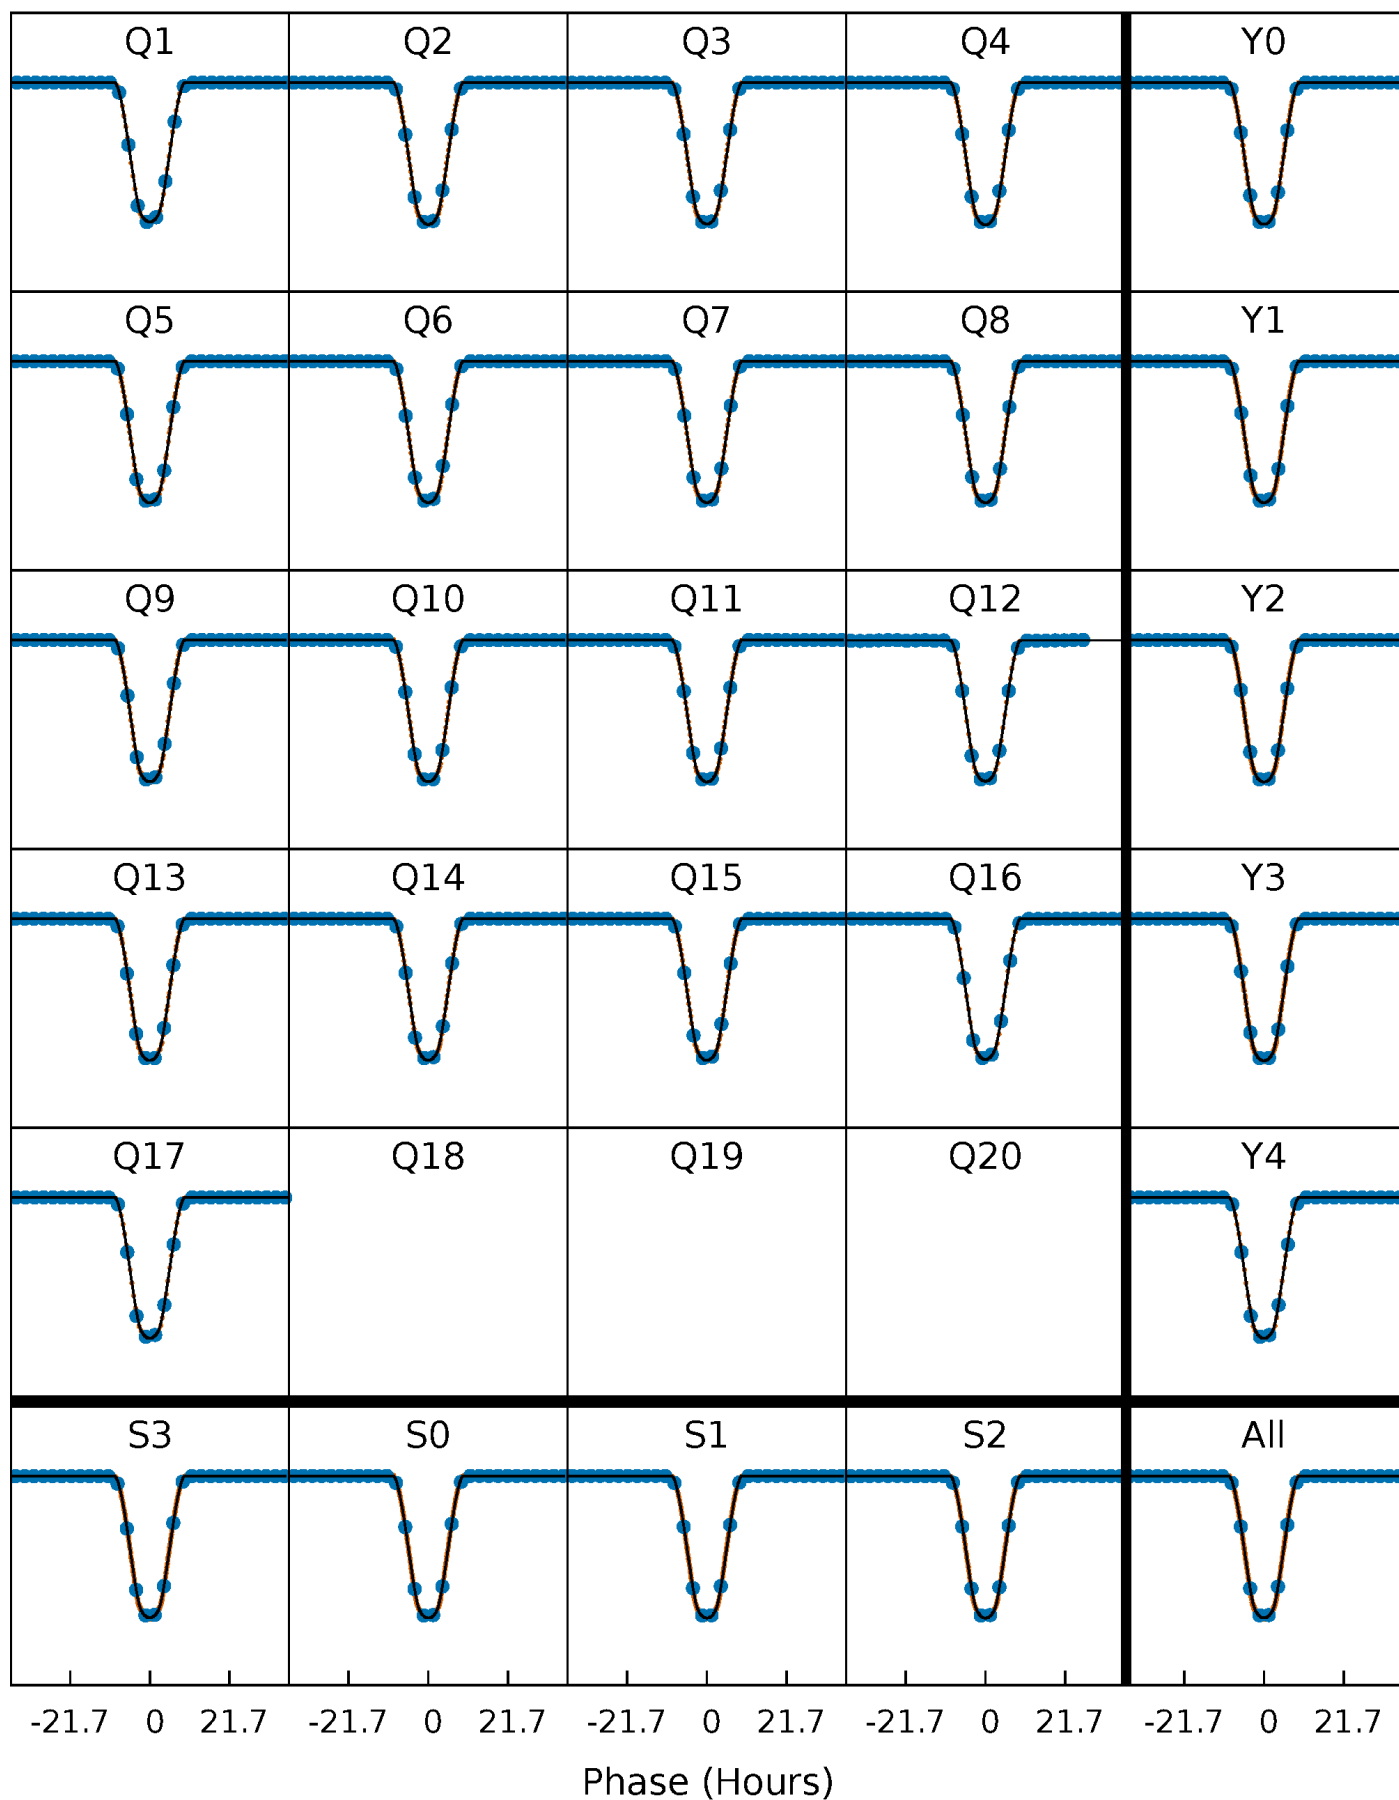 Q1 Q2 Q3 Q4 Y0
Q5 Q6 Q7 Q8 Y1
Q9 Q10 Q11 Q12 Y2
Q13 Q14 Q15 Q16 Y3
Q17 Q18 Q19 Q20 Y4
S3 S0 S1 S2 All
-21.7 0 21.7 -21.7 0 21.7 -21.7 0 21.7 -21.7 0 21.7 -21.7 0 21.7
Phase (Hours)